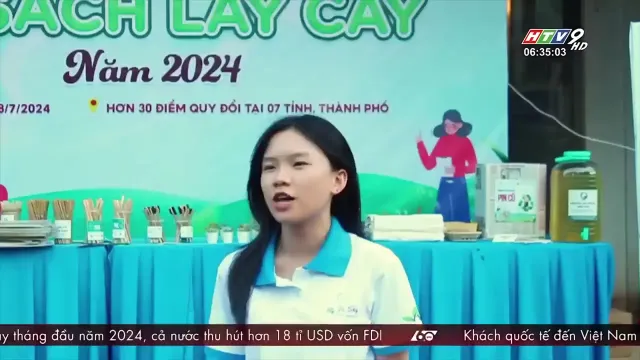 SÁCH LẤY CÂY
Năm 2024
8/7/2024
HƠN 30 ĐIỂM QUY ĐỔI TẠI 07 TỈNH, THÀNH PHỐ
HTV9 HD
06:35:03
PIN CŨ
y tháng đầu năm 2024, cả nước thu hút hơn 18 tỉ USD vốn FDI
60
Khách quốc tế đến Việt Nam